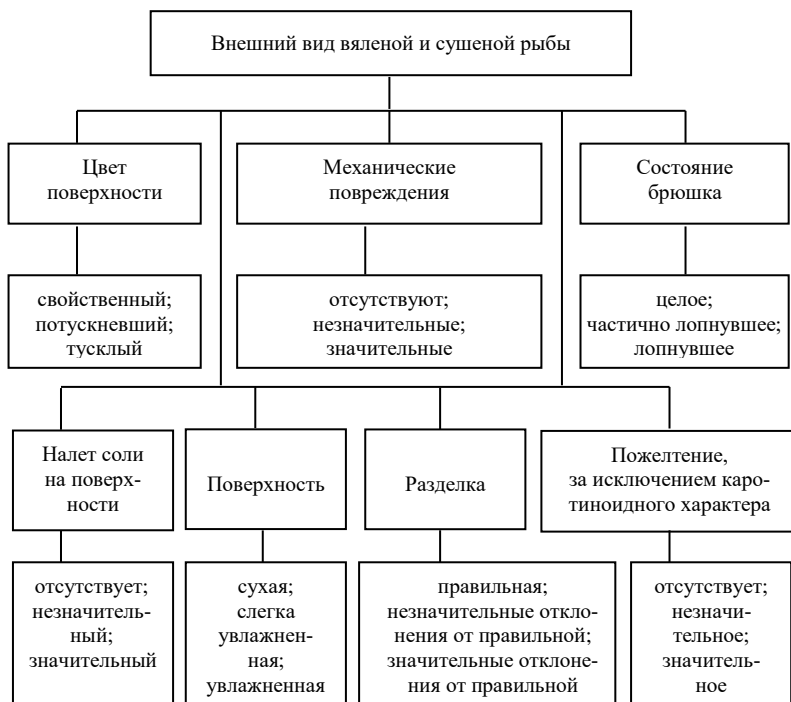 Внешний вид вяленой и сушеной рыбы
Цвет
поверхности
Механические
повреждения
Состояние
брюшка
свойственный;
потускневший;
тусклый
отсутствуют;
незначительные;
значительные
целое;
частично лопнувшее;
лопнувшее
Налет соли
на поверх-
ности
Поверхность
Разделка
Пожелтение,
за исключением каро-
тиноидного характера
отсутствует;
незначитель-
ный;
значительный
сухая;
слегка
увлажнен-
ная;
увлажненная
правильная;
незначительные откло-
нения от правильной;
значительные отклоне-
ния от правильной
отсутствует;
незначи-
тельное;
значитель-
ное